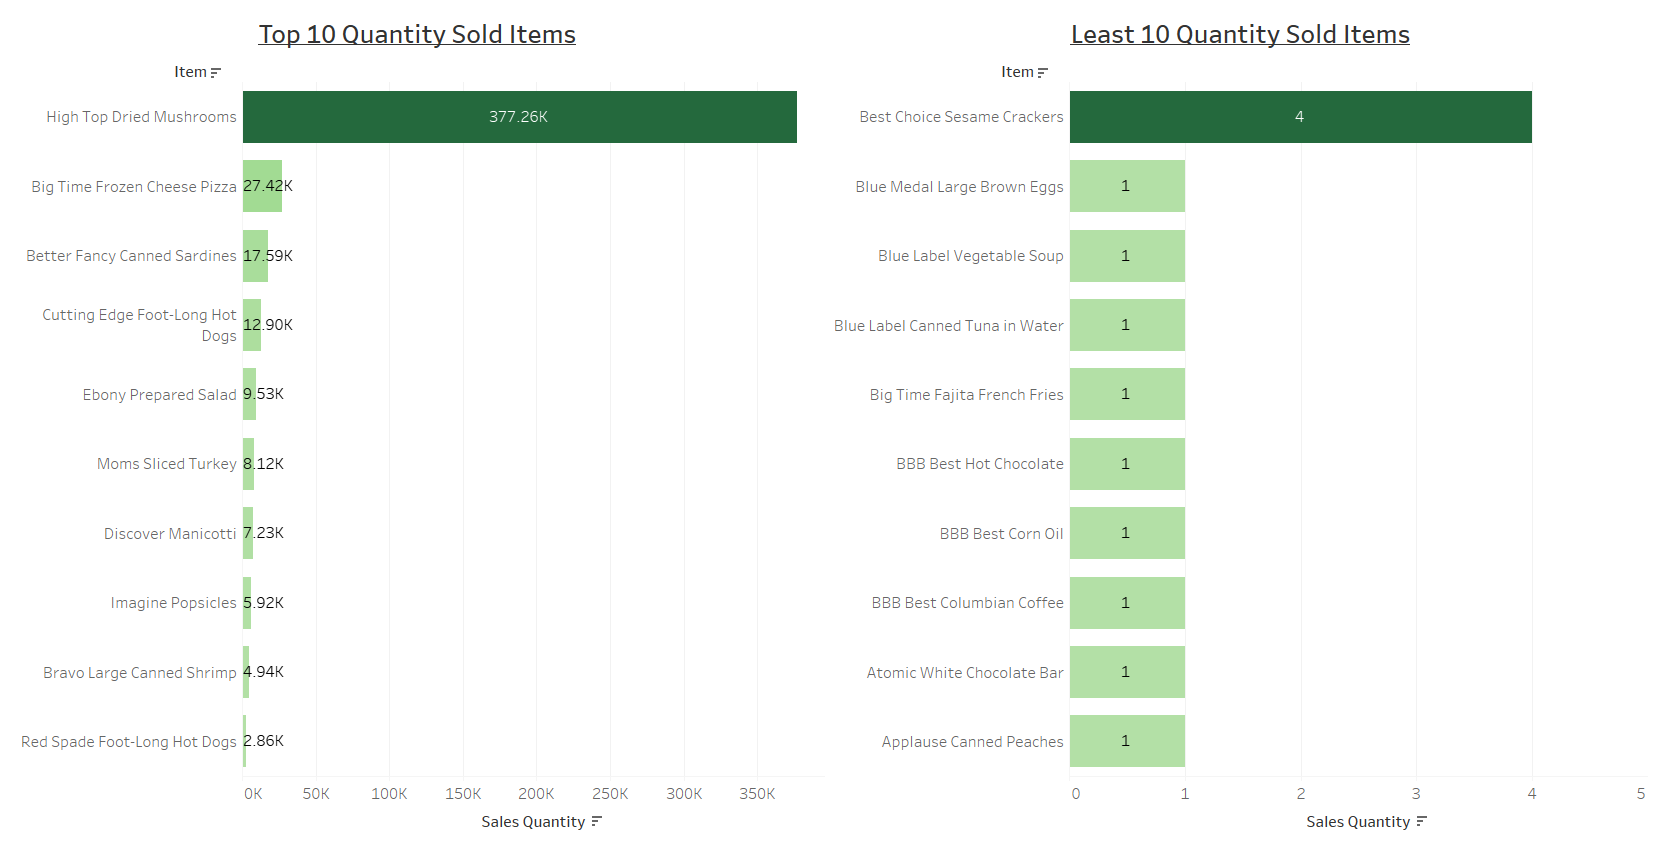 Top 10 Quantity Sold Items
Item
High Top Dried Mushrooms 377.26K
Big Time Frozen Cheese Pizza 27.42K
Better Fancy Canned Sardines 17.59K
Cutting Edge Foot-Long Hot
Dogs 12.90K
Ebony Prepared Salad 9.53K
Moms Sliced Turkey 8.12K
Discover Manicotti 7.23K
Imagine Popsicles 5.92K
Bravo Large Canned Shrimp 4.94K
Red Spade Foot-Long Hot Dogs 2.86K
0K 50K 100K 150K 200K 250K 300K 350K
Sales Quantity
Least 10 Quantity Sold Items
Item
Best Choice Sesame Crackers 4
Blue Medal Large Brown Eggs 1
Blue Label Vegetable Soup 1
Blue Label Canned Tuna in Water 1
Big Time Fajita French Fries 1
BBB Best Hot Chocolate 1
BBB Best Corn Oil 1
BBB Best Columbian Coffee 1
Atomic White Chocolate Bar 1
Applause Canned Peaches 1
0 1 2 3 4 5
Sales Quantity